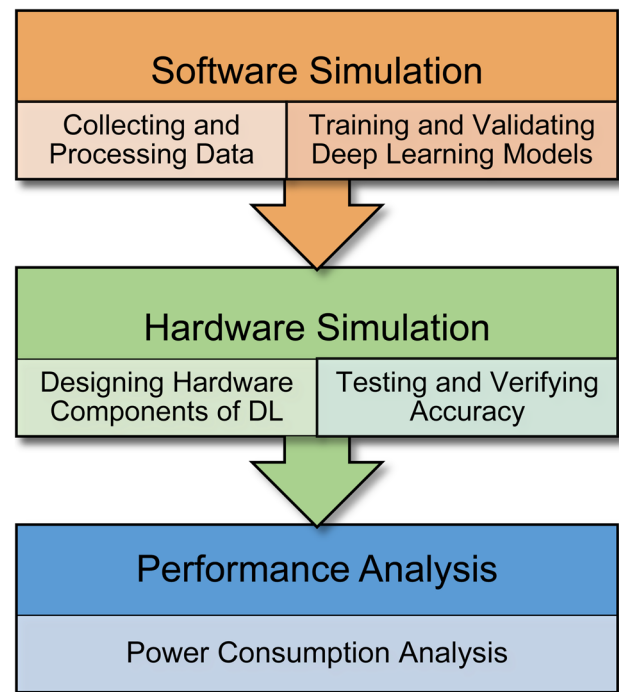 Software Simulation
Collecting and
Processing Data
Training and Validating
Deep Learning Models
Hardware Simulation
Designing Hardware
Components of DL
Testing and Verifying
Accuracy
Performance Analysis
Power Consumption Analysis